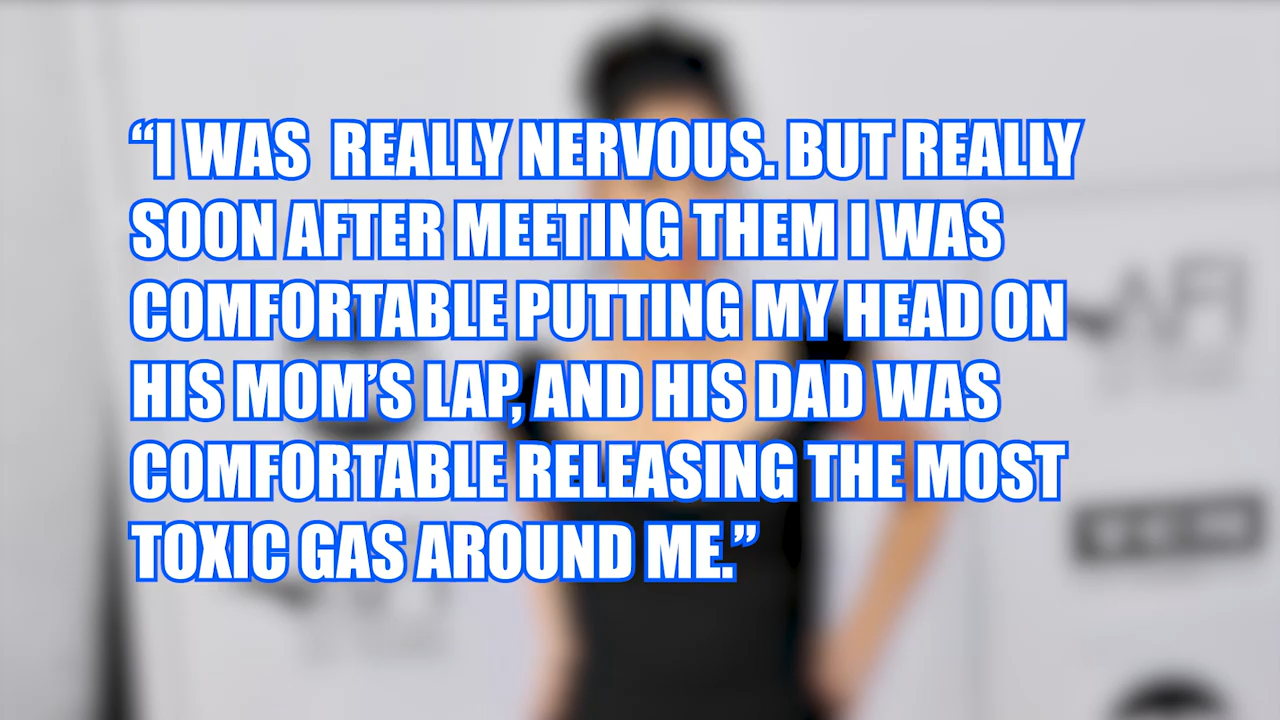 “I WAS  REALLY NERVOUS. BUT REALLY
SOON AFTER MEETING THEM I WAS
COMFORTABLE PUTTING MY HEAD ON
HIS MOM’S LAP, AND HIS DAD WAS
COMFORTABLE RELEASING THE MOST
TOXIC GAS AROUND ME.”
AFI